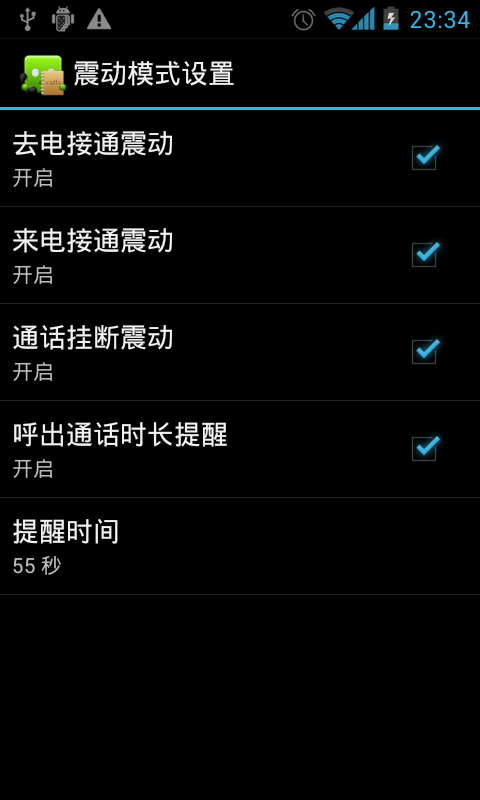 23:34
震动模式设置
去电接通震动
开启
来电接通震动
开启
通话挂断震动
开启
呼出通话时长提醒
开启
提醒时间
55 秒